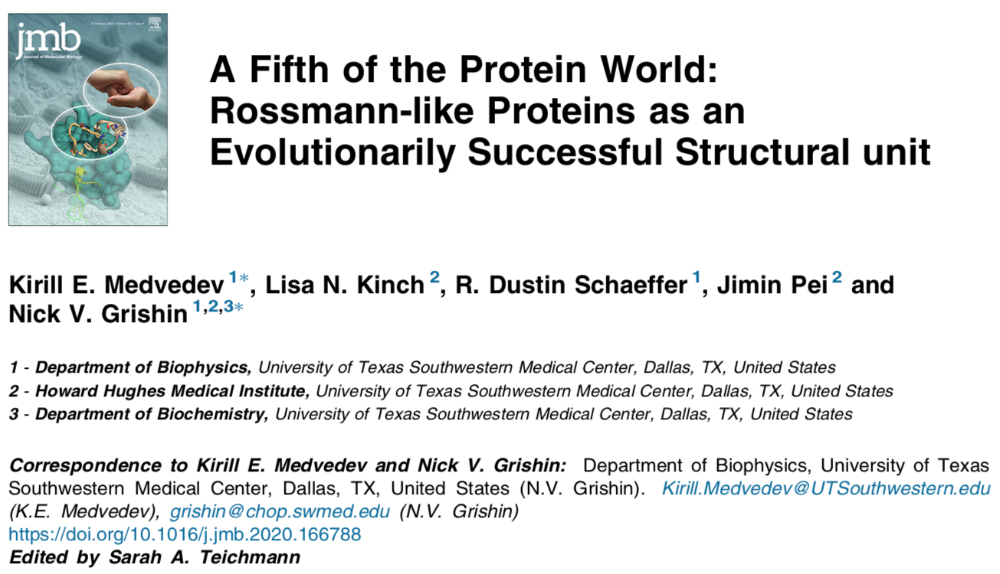 jmb
Journal of Molecular Biology
A Fifth of the Protein World:
Rossmann-like Proteins as an
Evolutionarily Successful Structural unit
Kirill E. Medvedev 1*, Lisa N. Kinch 2, R. Dustin Schaeffer 1, Jimin Pei 2 and
Nick V. Grishin 1,2,3*
1 - Department of Biophysics, University of Texas Southwestern Medical Center, Dallas, TX, United States
2 - Howard Hughes Medical Institute, University of Texas Southwestern Medical Center, Dallas, TX, United States
3 - Department of Biochemistry, University of Texas Southwestern Medical Center, Dallas, TX, United States
Correspondence to Kirill E. Medvedev and Nick V. Grishin: Department of Biophysics, University of Texas
Southwestern Medical Center, Dallas, TX, United States (N.V. Grishin). Kirill.Medvedev@UTSouthwestern.edu
(K.E. Medvedev), grishin@chop.swmed.edu (N.V. Grishin)
https://doi.org/10.1016/j.jmb.2020.166788
Edited by Sarah A. Teichmann